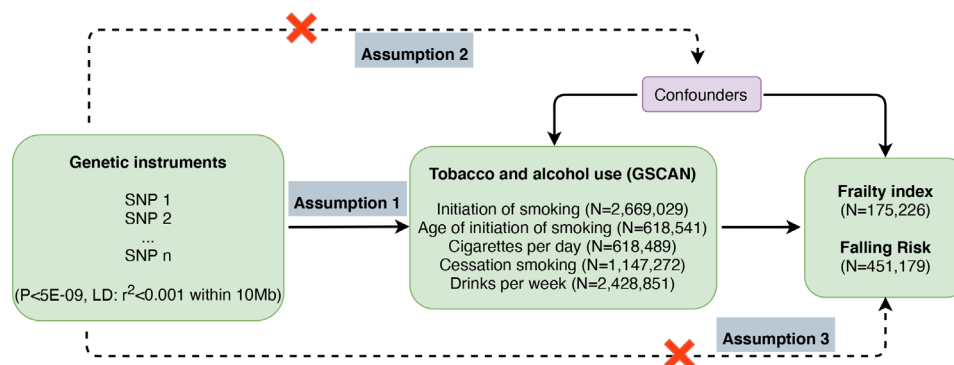 Assumption 2
Confounders
Genetic instruments
SNP 1
SNP 2
...
SNP n
(P<5E-09, LD: r²<0.001 within 10Mb)
Assumption 1
Tobacco and alcohol use (GSCAN)
Initiation of smoking (N=2,669,029)
Age of initiation of smoking (N=618,541)
Cigarettes per day (N=618,489)
Cessation smoking (N=1,147,272)
Drinks per week (N=2,428,851)
Frailty index
(N=175,226)
Falling Risk
(N=451,179)
Assumption 3